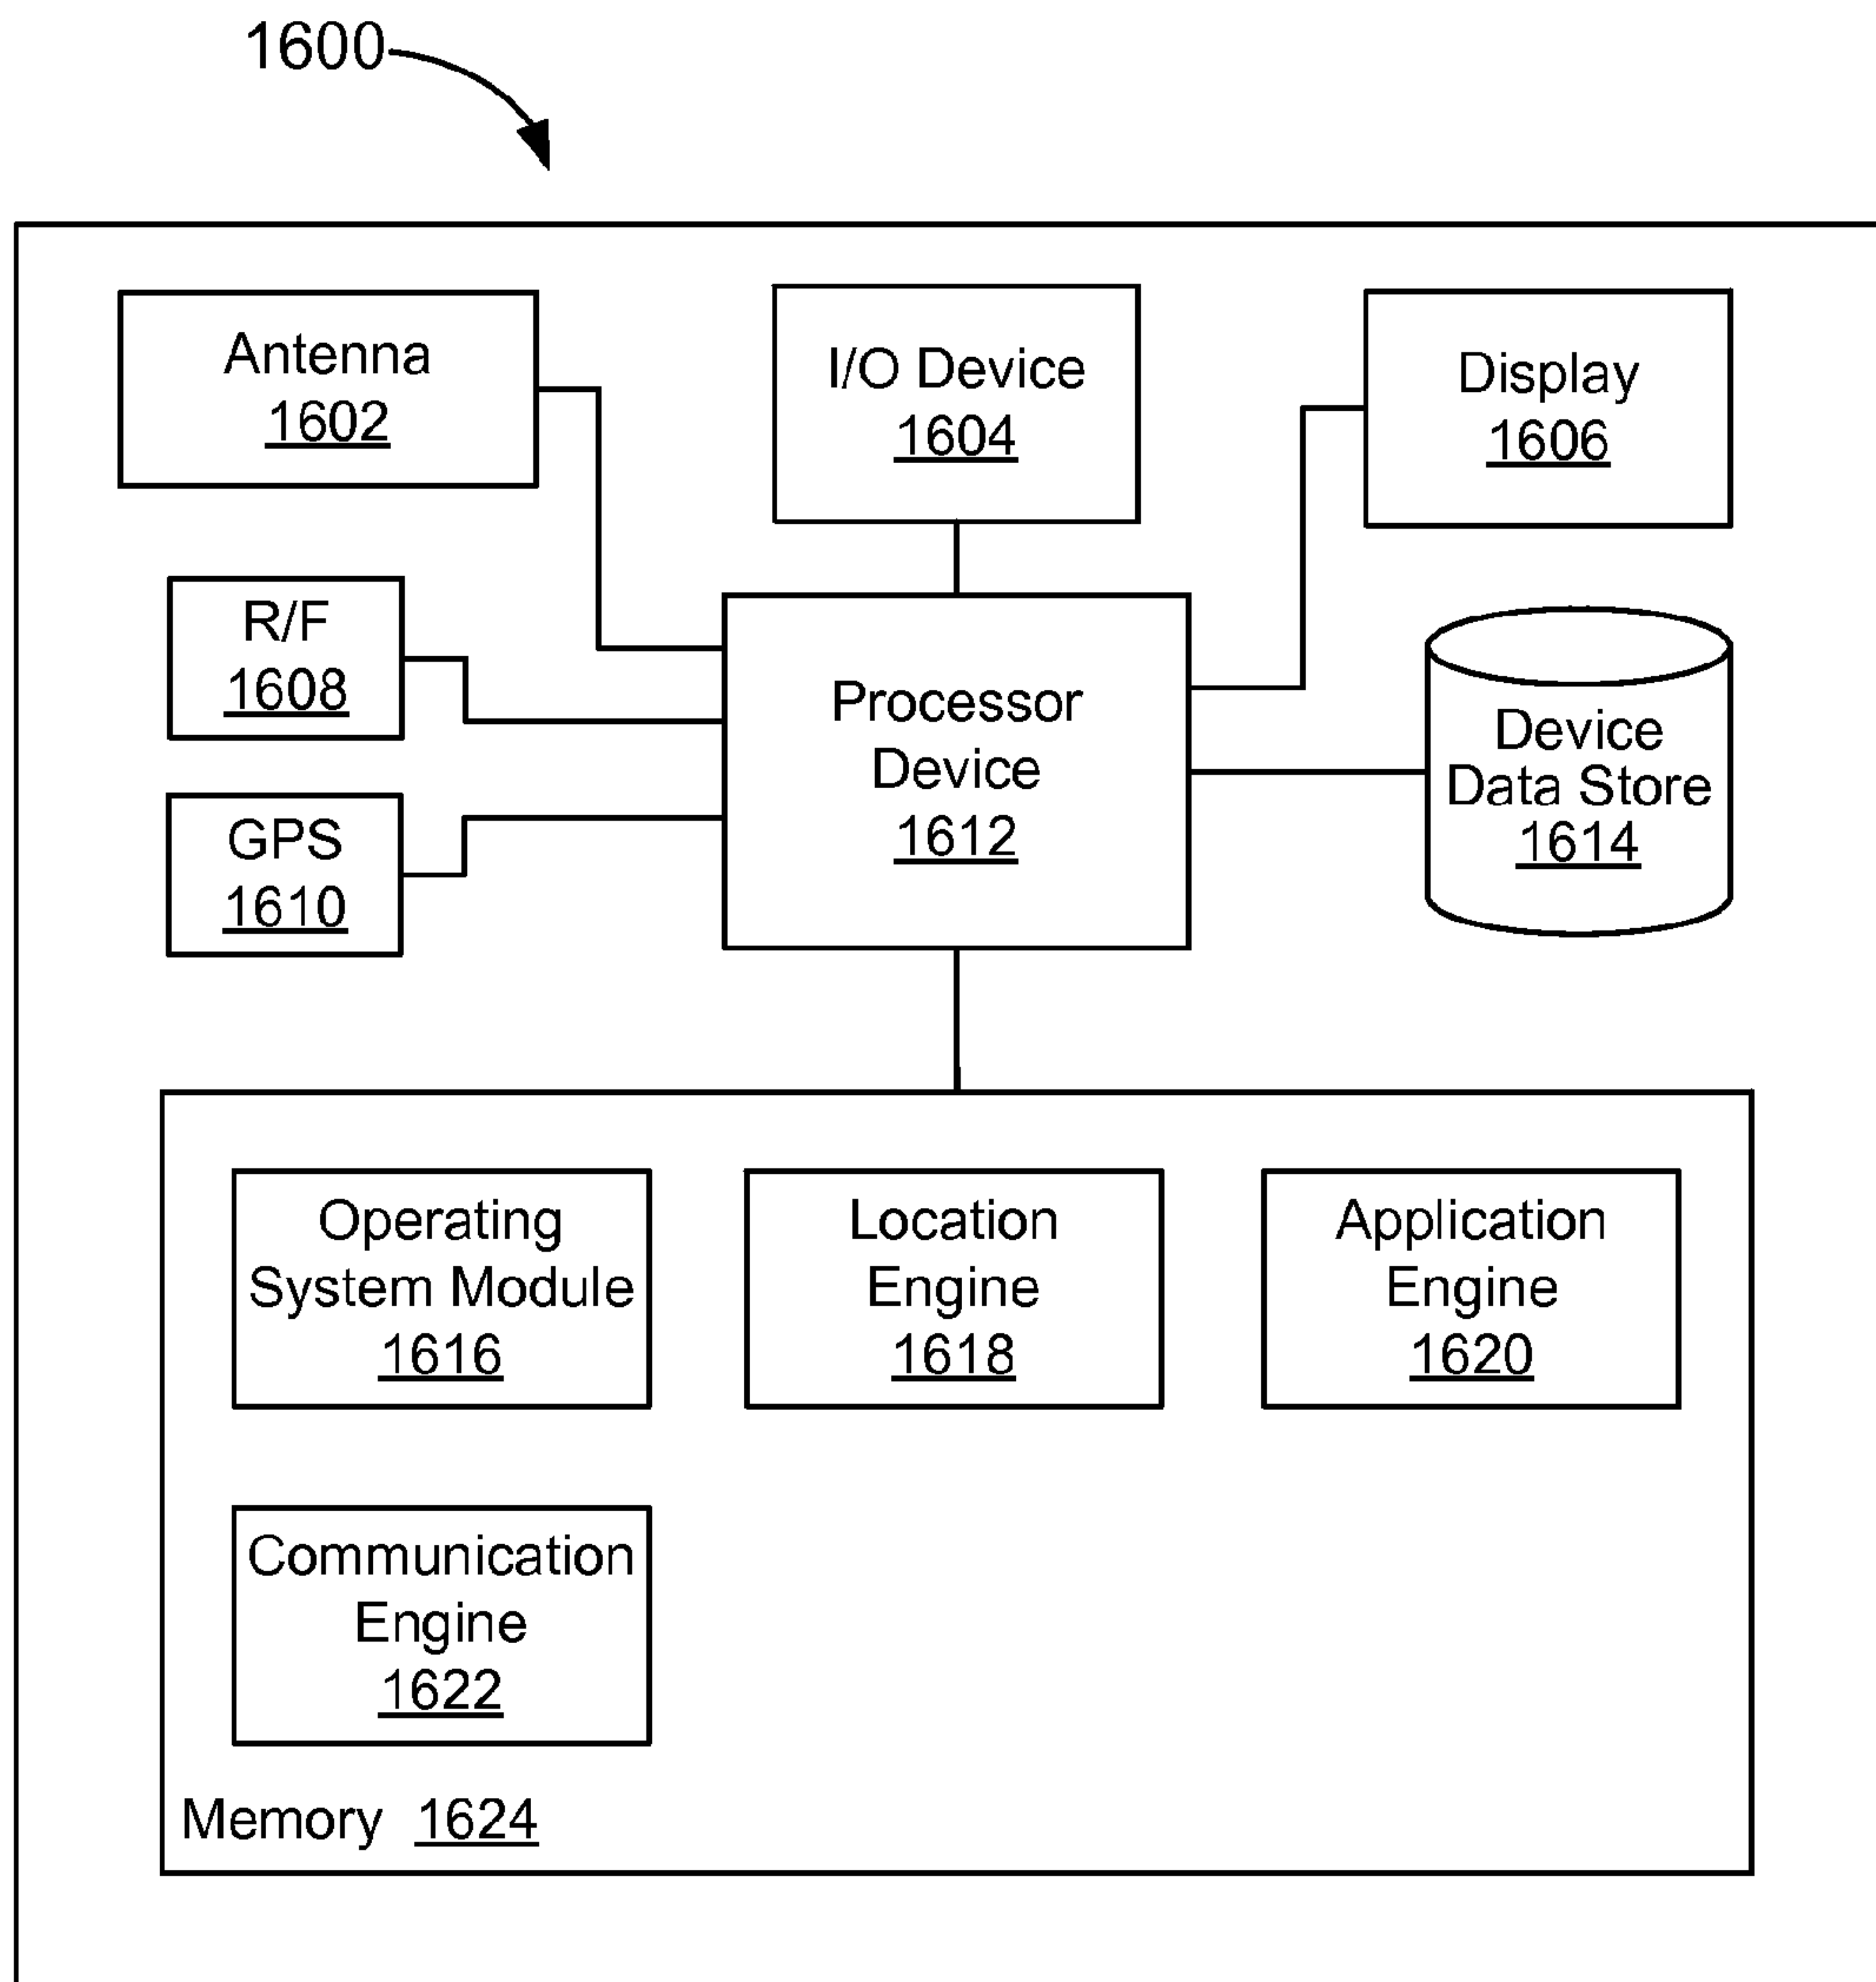 1600
Antenna
1602
I/O Device
1604
Display
1606
R/F
1608
GPS
1610
Processor
Device
1612
Device
Data Store
1614
Operating
System Module
1616
Location
Engine
1618
Application
Engine
1620
Communication
Engine
1622
Memory 1624